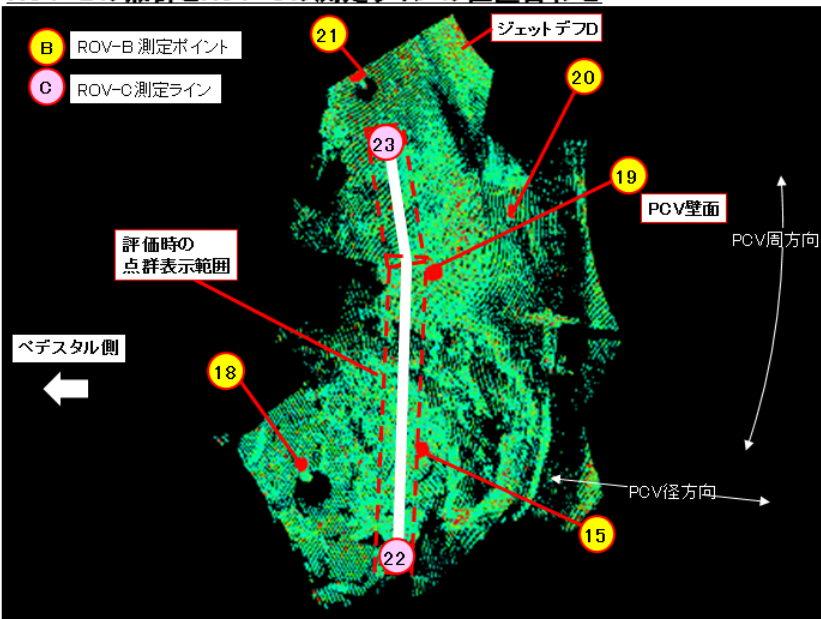 B ROV-B 測定ポイント
C ROV-C測定ライン
21
ジェットデフD
20
23
19
PCV壁面
PCV周方向
評価時の
点群表示範囲
ペデスタル側
18
PCV径方向
15
22